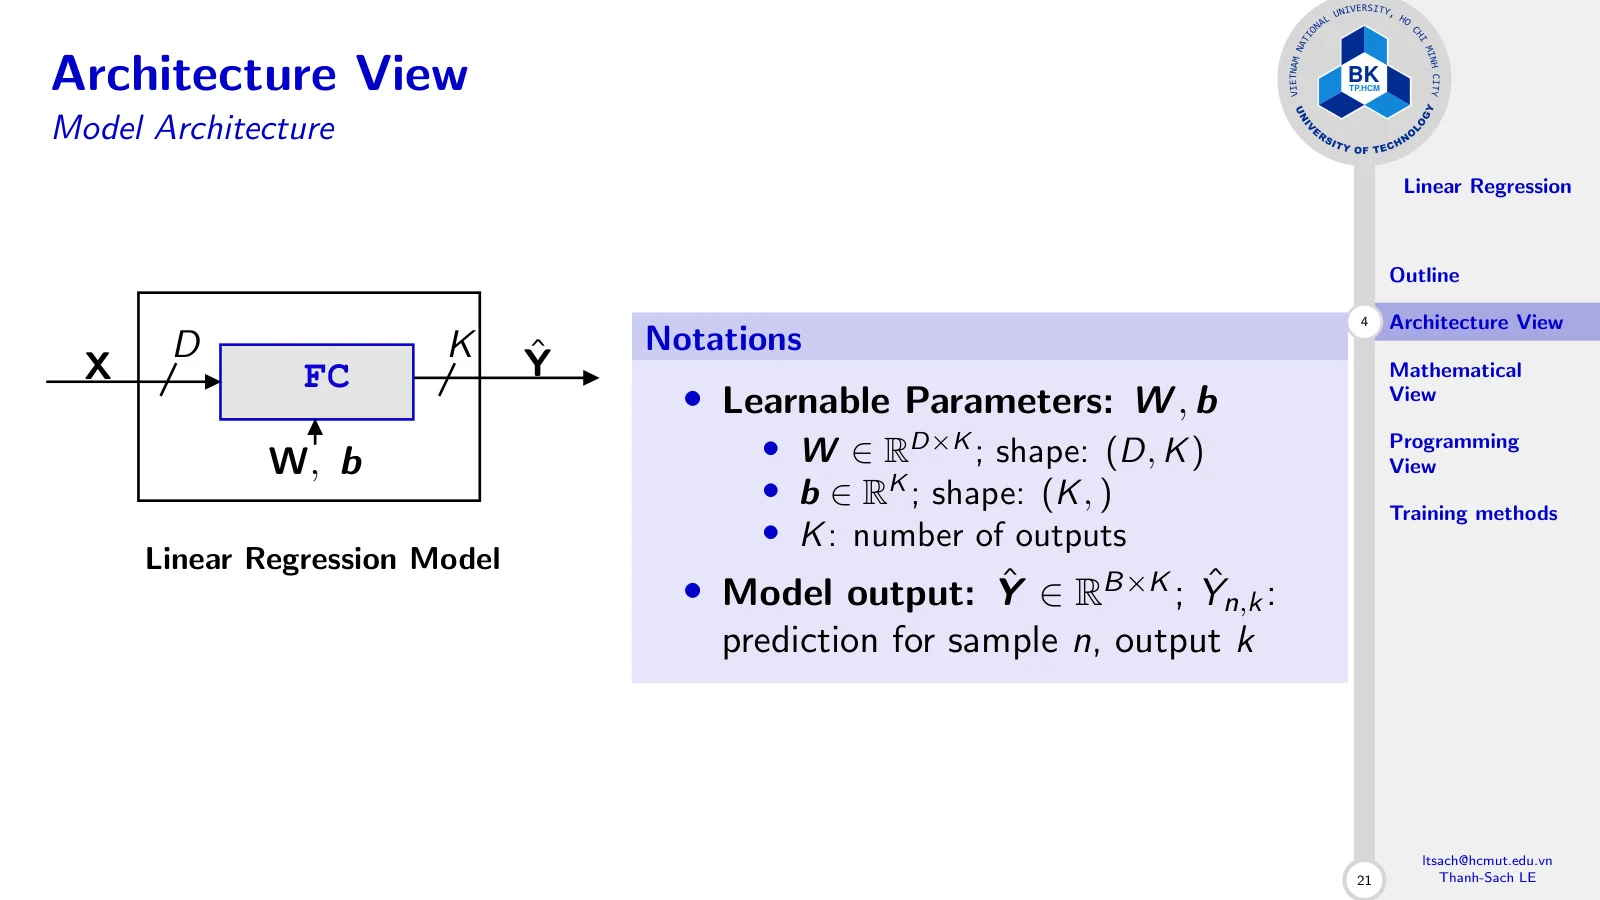 Architecture View
Model Architecture
X
D
FC
K
Ŷ
W, b
Linear Regression Model
Notations
• Learnable Parameters: W, b
• W ∈ ℝ^{D×K}; shape: (D, K)
• b ∈ ℝ^K; shape: (K, )
• K: number of outputs
• Model output: Ŷ ∈ ℝ^{B×K}; Ŷ_{n,k}:
prediction for sample n, output k
VIETNAM NATIONAL UNIVERSITY, HO CHI MINH CITY
BK
TP.HCM
UNIVERSITY OF TECHNOLOGY
Linear Regression
Outline
4
Architecture View
Mathematical
View
Programming
View
Training methods
ltsach@hcmut.edu.vn
Thanh-Sach LE
21